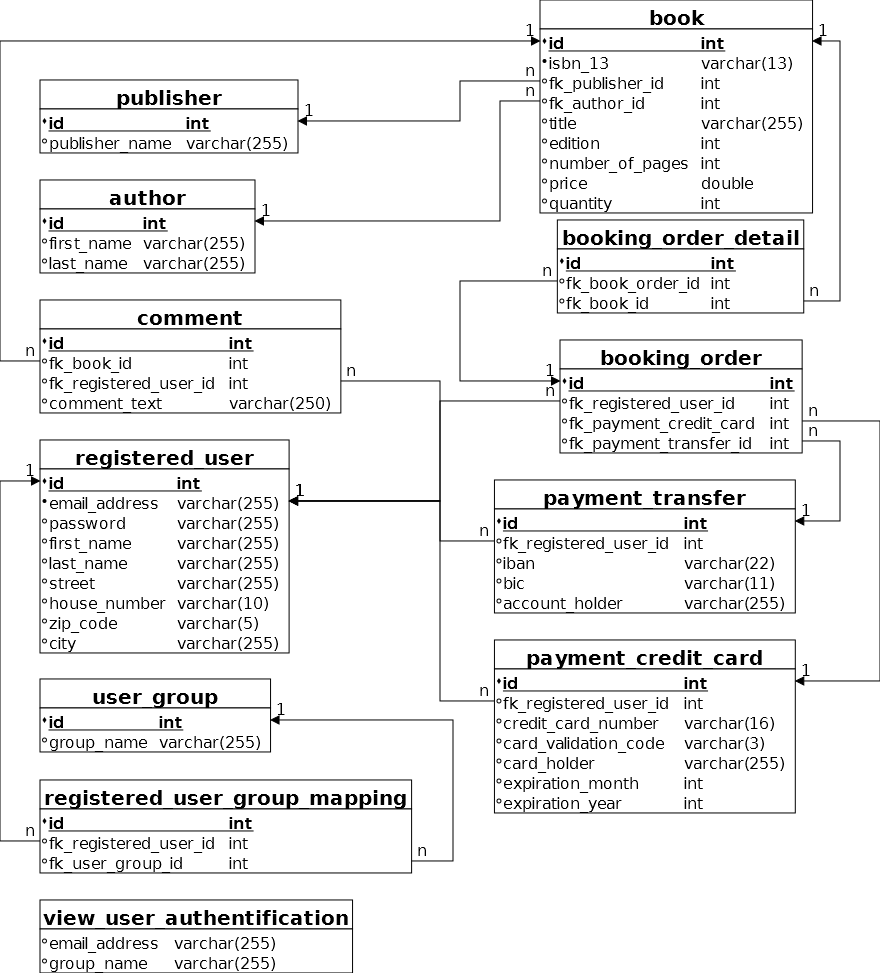 book
id int
isbn_13 varchar(13)
fk_publisher_id int
fk_author_id int
title varchar(255)
edition int
number_of_pages int
price double
quantity int
1
1
n
n
publisher
id int
publisher_name varchar(255)
1
author
id int
first_name varchar(255)
last_name varchar(255)
1
booking_order_detail
id int
fk_book_order_id int
fk_book_id int
n
n
comment
id int
fk_book_id int
fk_registered_user_id int
comment_text varchar(250)
n
n
booking_order
id int
fk_registered_user_id int
fk_payment_credit_card int
fk_payment_transfer_id int
1
n
n
n
registered_user
id int
email_address varchar(255)
password varchar(255)
first_name varchar(255)
last_name varchar(255)
street varchar(255)
house_number varchar(10)
zip_code varchar(5)
city varchar(255)
1
1
payment_transfer
id int
fk_registered_user_id int
iban varchar(22)
bic varchar(11)
account_holder varchar(255)
n
1
payment_credit_card
id int
fk_registered_user_id int
credit_card_number varchar(16)
card_validation_code varchar(3)
card_holder varchar(255)
expiration_month int
expiration_year int
n
1
user_group
id int
group_name varchar(255)
1
registered_user_group_mapping
id int
fk_registered_user_id int
fk_user_group_id int
n
n
view_user_authentification
email_address varchar(255)
group_name varchar(255)